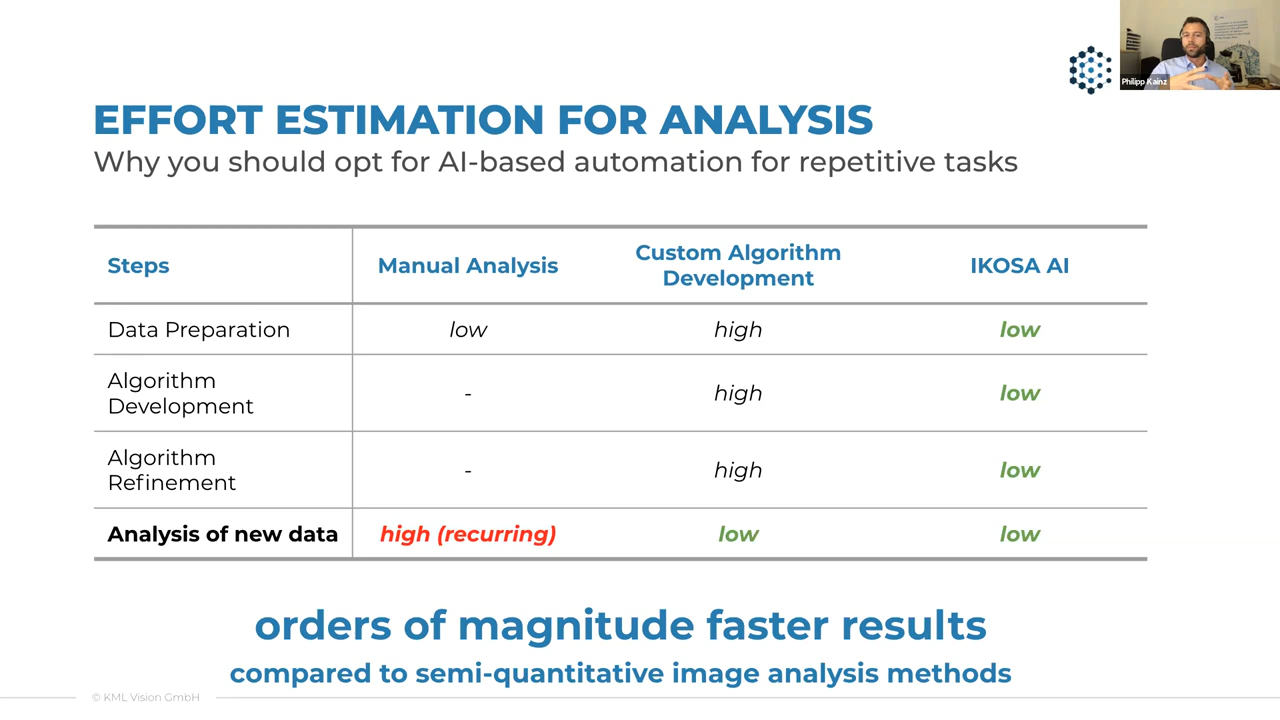 Philipp Kainz
EFFORT ESTIMATION FOR ANALYSIS
Why you should opt for AI-based automation for repetitive tasks
Steps
Manual Analysis
Custom Algorithm
Development
IKOSA AI
Data Preparation
low
high
low
Algorithm
Development
-
high
low
Algorithm
Refinement
-
high
low
Analysis of new data
high (recurring)
low
low
orders of magnitude faster results
compared to semi-quantitative image analysis methods
© KML Vision GmbH